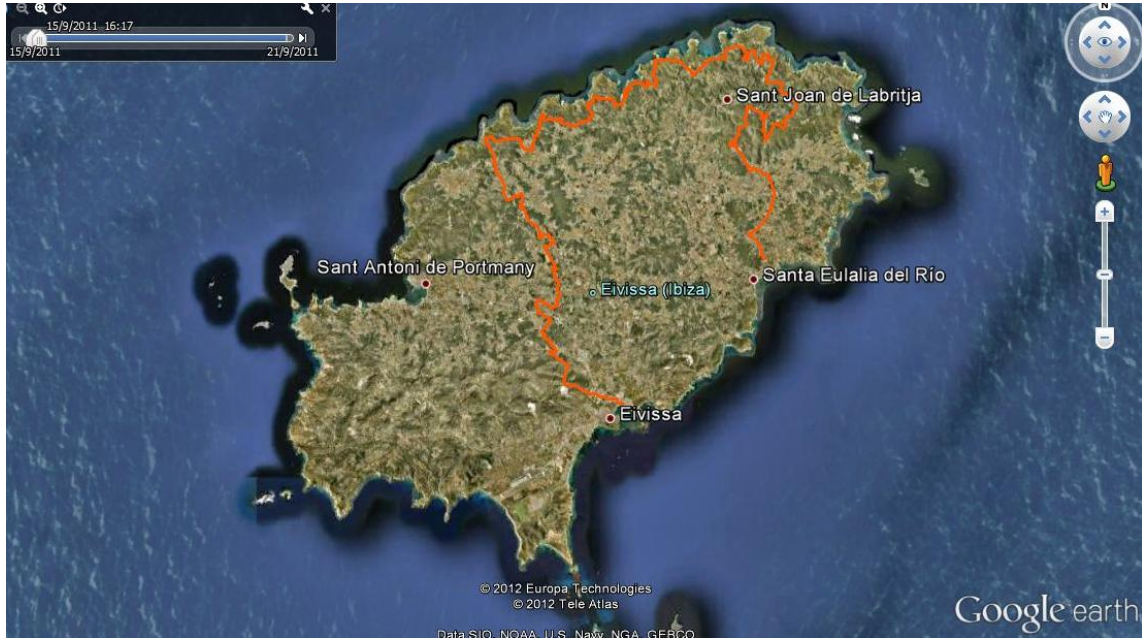 15/9/2011 16:17
15/9/2011 21/9/2011
N
Sant Joan de Labritja
Sant Antoni de Portmany
Santa Eulalia del Río
Eivissa (Ibiza)
Eivissa
© 2012 Europa Technologies
© 2012 Tele Atlas
Data SIO, NOAA, U.S. Navy, NGA, GEBCO
Google earth